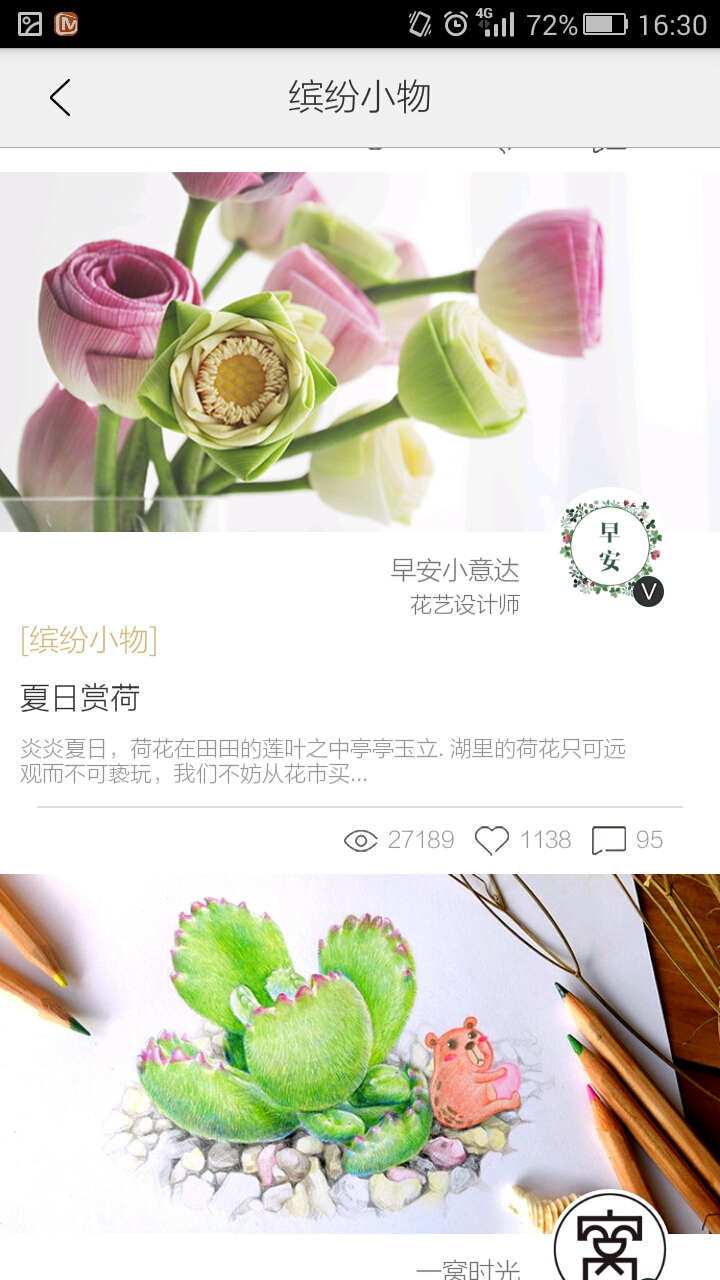 4G 72% 16:30
缤纷小物
早安
早安小意达
V
花艺设计师
[缤纷小物]
夏日赏荷
炎炎夏日，荷花在田田的莲叶之中亭亭玉立. 湖里的荷花只可远
观而不可亵玩，我们不妨从花市买...
27189 1138 95
窝
一窝时光